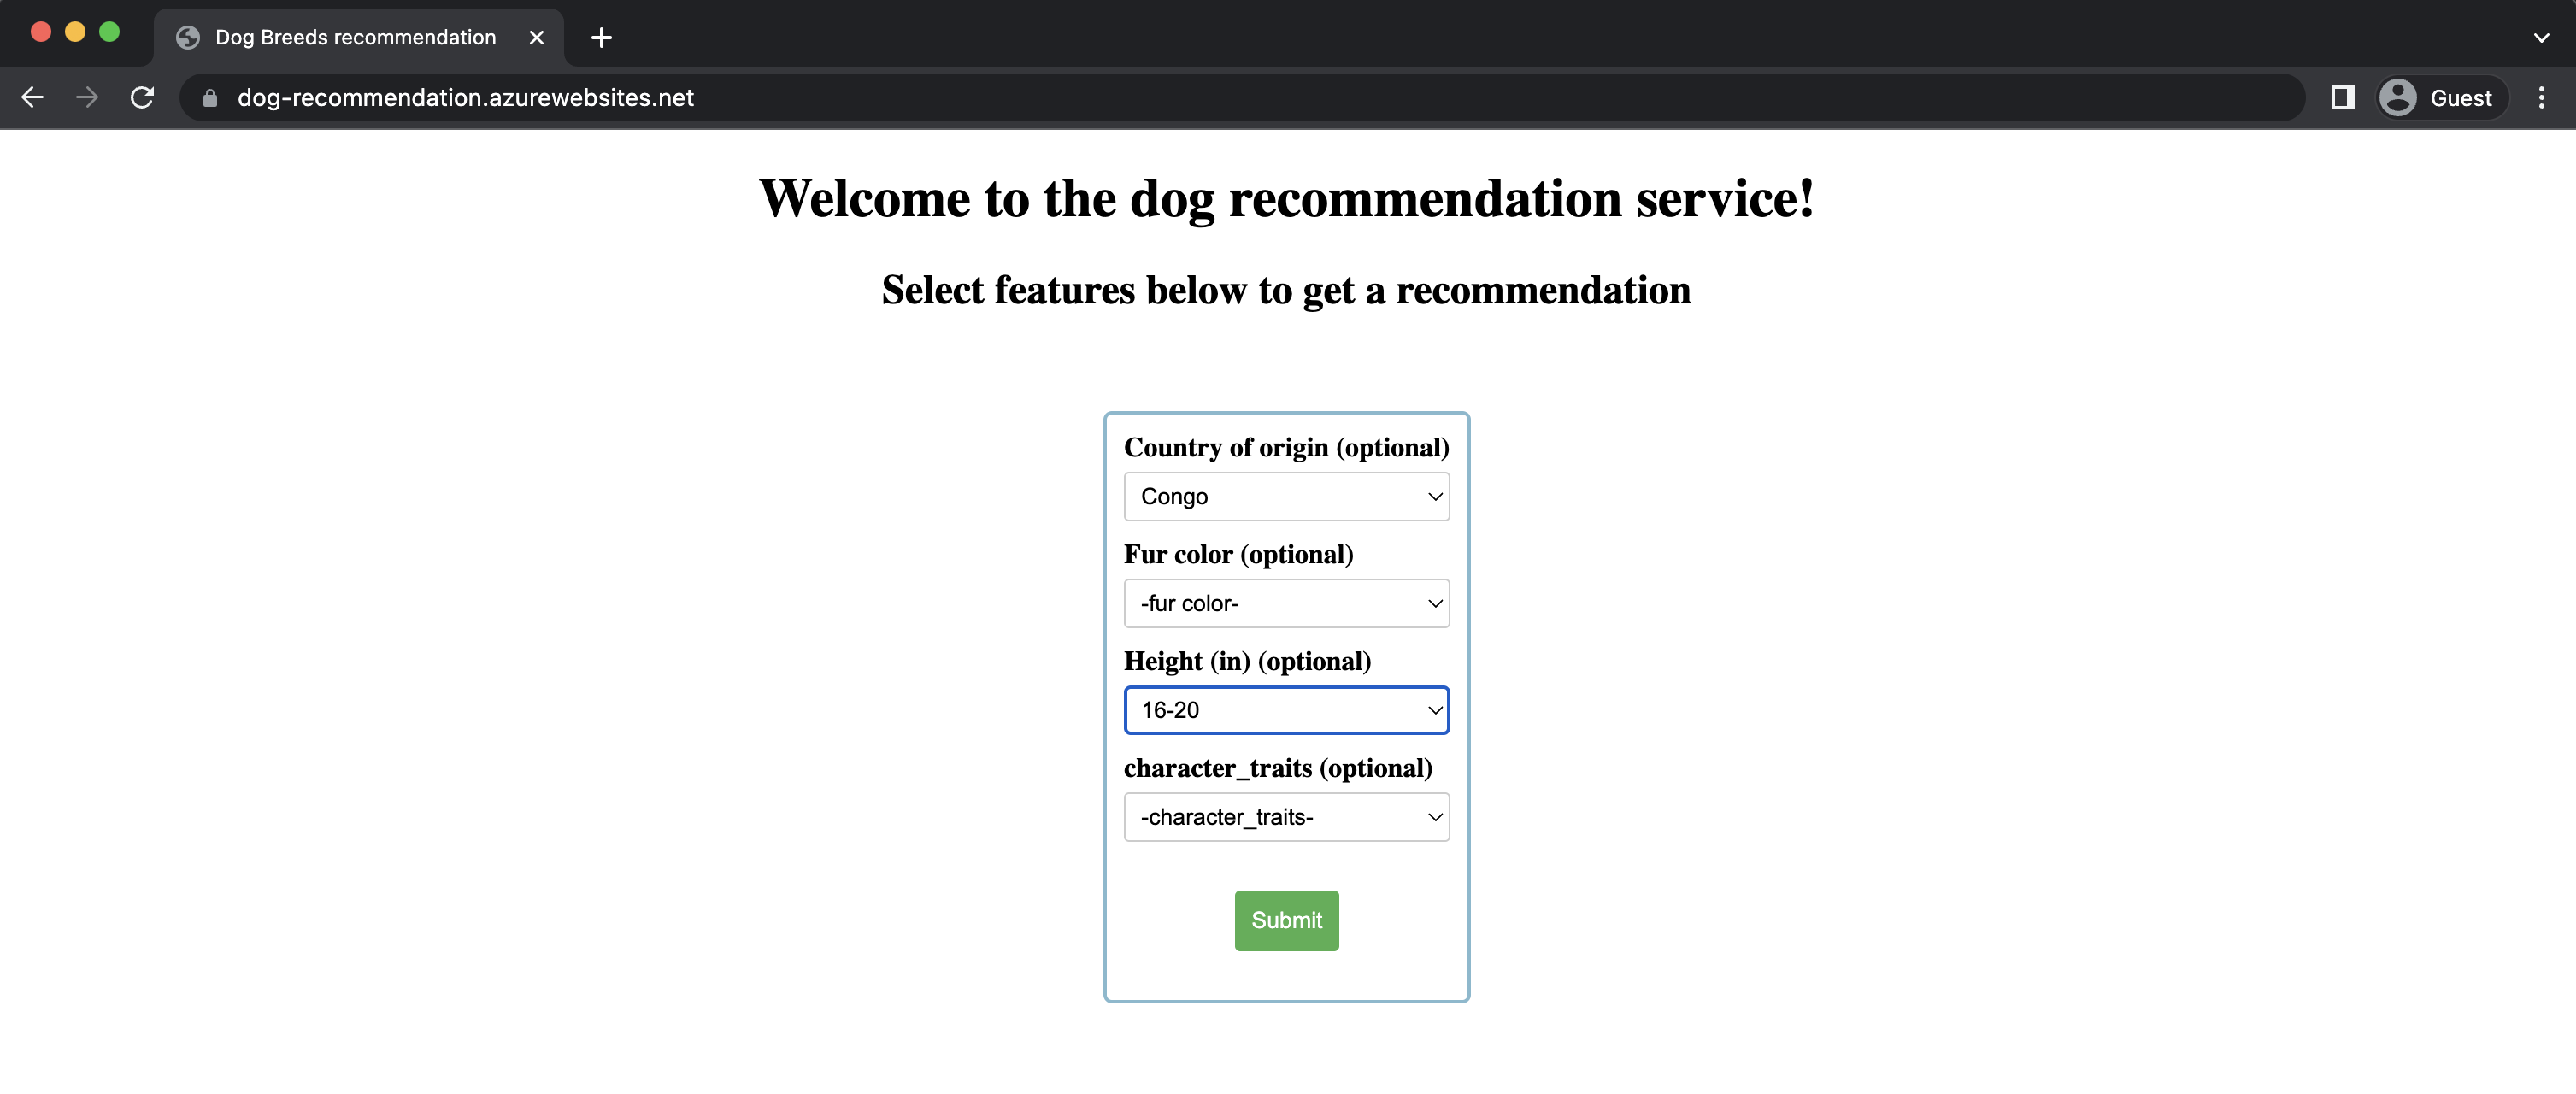 Dog Breeds recommendation
dog-recommendation.azurewebsites.net
Guest
Welcome to the dog recommendation service!
Select features below to get a recommendation
Country of origin (optional)
Congo
Fur color (optional)
-fur color-
Height (in) (optional)
16-20
character_traits (optional)
-character_traits-
Submit